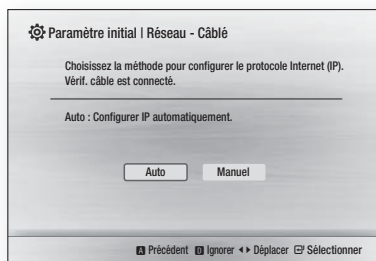 Paramètre initial | Réseau - Câblé
Choisissez la méthode pour configurer le protocole Internet (IP).
Vérif. câble est connecté.
Auto : Configurer IP automatiquement.
Auto Manuel
A Précédent D Ignorer Déplacer Sélectionner